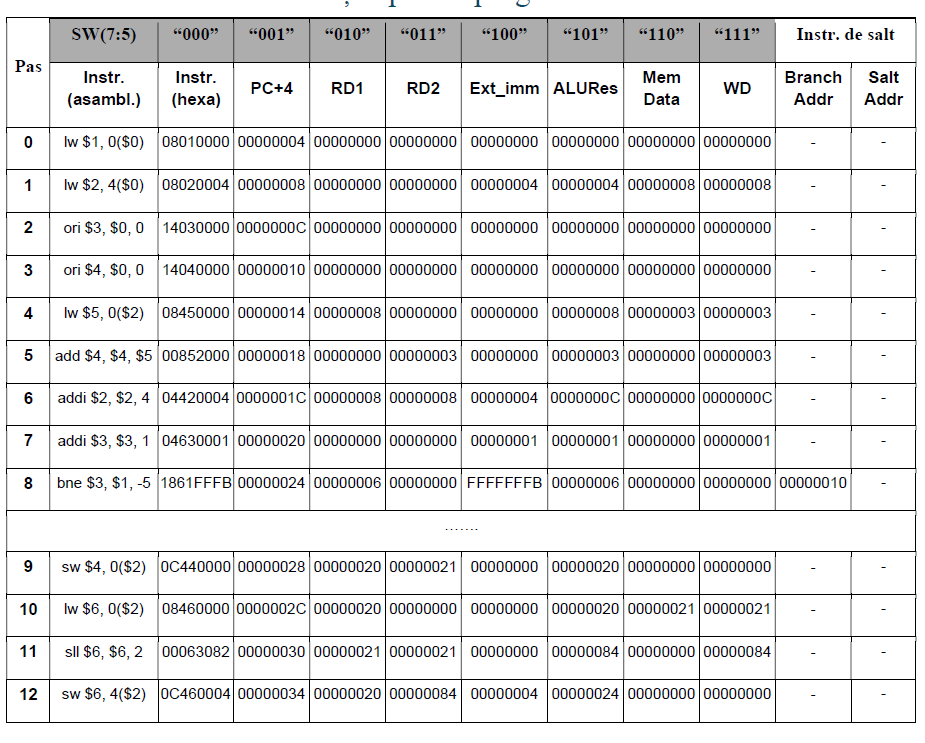 SW(7:5) “000” “001” “010” “011” “100” “101” “110” “111” Instr. de salt
Pas Instr. (asambl.) Instr. (hexa) PC+4 RD1 RD2 Ext_imm ALURes Mem Data WD Branch Addr Salt Addr
0 lw $1, 0($0) 08010000 00000004 00000000 00000000 00000000 00000000 00000000 00000000 - -
1 lw $2, 4($0) 08020004 00000008 00000000 00000000 00000004 00000004 00000008 00000008 - -
2 ori $3, $0, 0 14030000 0000000C 00000000 00000000 00000000 00000000 00000000 00000000 - -
3 ori $4, $0, 0 14040000 00000010 00000000 00000000 00000000 00000000 00000000 00000000 - -
4 lw $5, 0($2) 08450000 00000014 00000008 00000000 00000000 00000008 00000003 00000003 - -
5 add $4, $4, $5 00852000 00000018 00000000 00000003 00000000 00000003 00000000 00000003 - -
6 addi $2, $2, 4 04420004 0000001C 00000008 00000008 00000004 0000000C 00000000 0000000C - -
7 addi $3, $3, 1 04630001 00000020 00000000 00000000 00000001 00000001 00000000 00000001 - -
8 bne $3, $1, -5 1861FFFB 00000024 00000006 00000000 FFFFFFFB 00000006 00000000 00000000 00000010 -
.......
9 sw $4, 0($2) 0C440000 00000028 00000020 00000021 00000000 00000020 00000000 00000000 - -
10 lw $6, 0($2) 08460000 0000002C 00000020 00000000 00000000 00000020 00000021 00000021 - -
11 sll $6, $6, 2 00063082 00000030 00000021 00000021 00000000 00000084 00000000 00000084 - -
12 sw $6, 4($2) 0C460004 00000034 00000020 00000084 00000004 00000024 00000000 00000000 - -